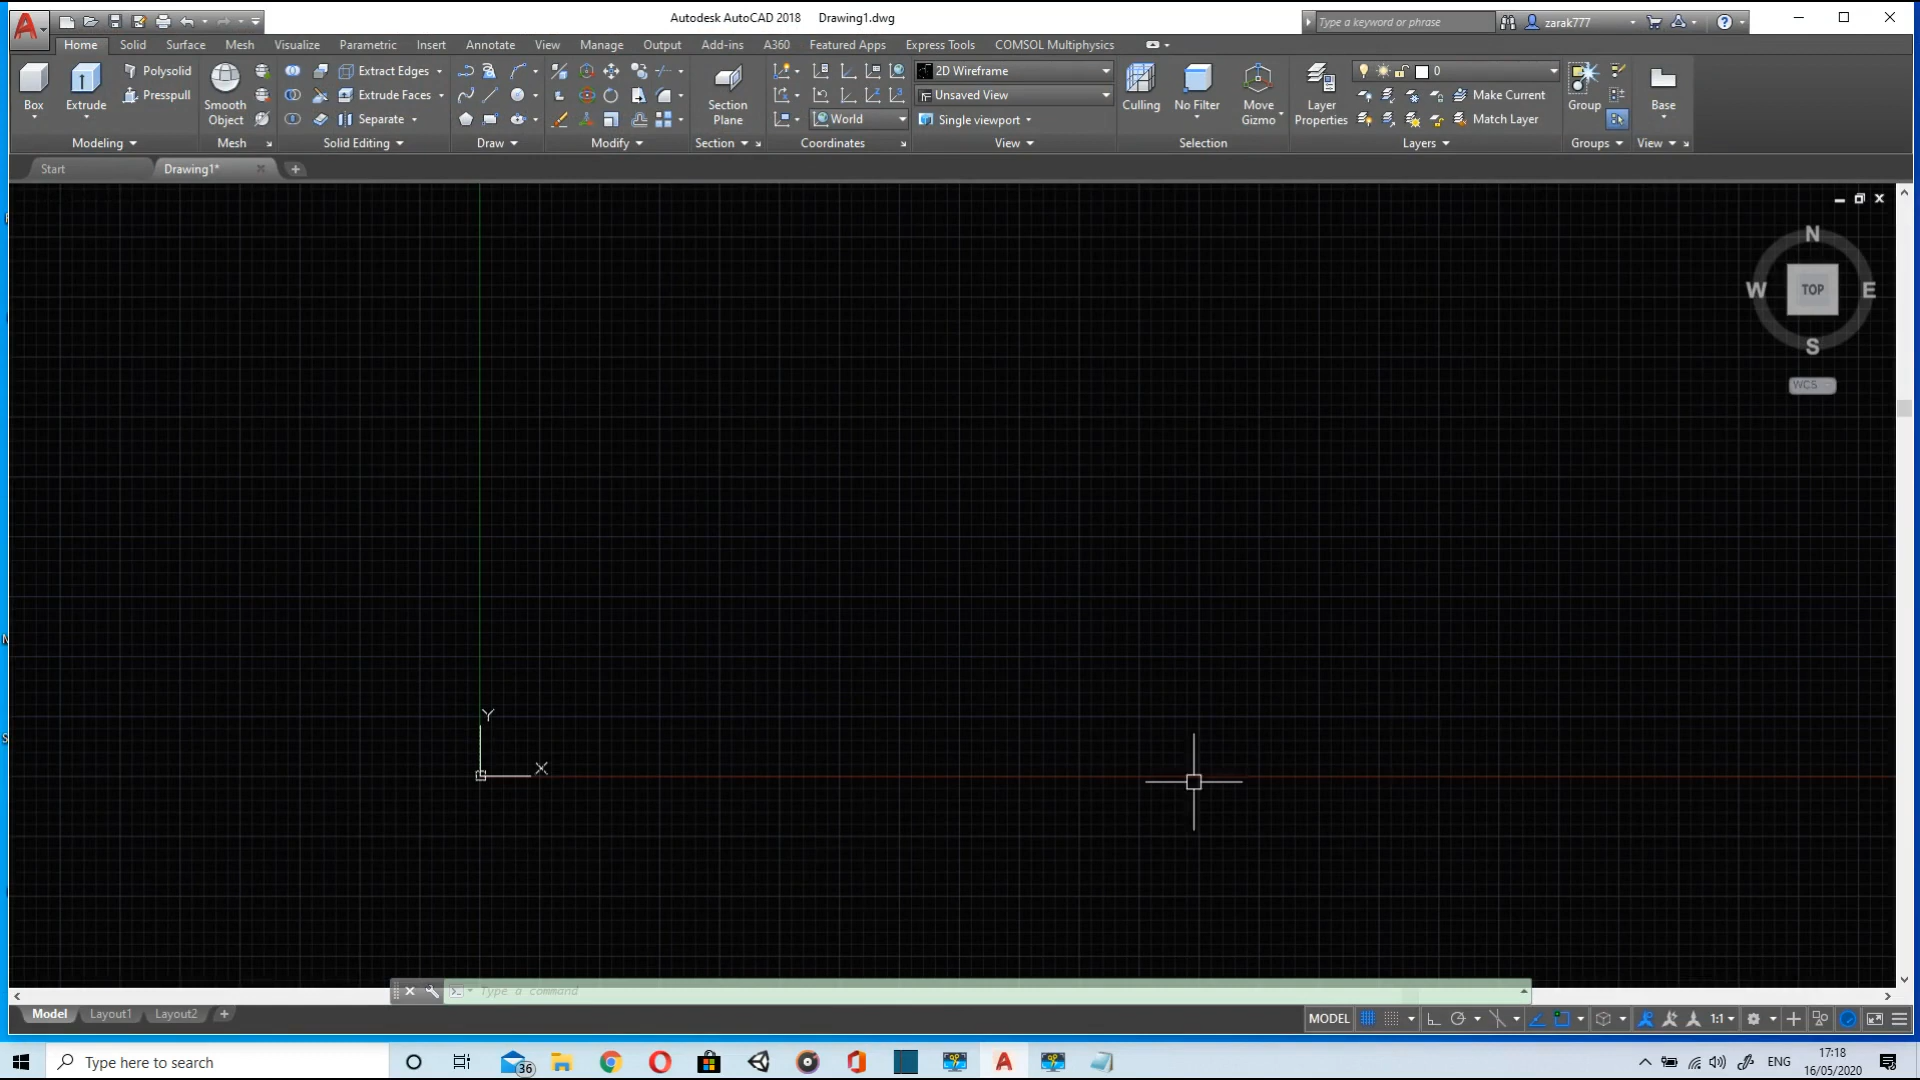 Autodesk AutoCAD 2018 Drawing1.dwg
Type a keyword or phrase
zarak777
Home Solid Surface Mesh Visualize Parametric Insert Annotate View Manage Output Add-ins A360 Featured Apps Express Tools COMSOL Multiphysics
Polysolid Extract Edges 2D Wireframe 0
Box Extrude Presspull Smooth Object Extrude Faces Section Plane Unsaved View Culling No Filter Move Gizmo Layer Properties Make Current Group Base
Separate World Single viewport Match Layer
Modeling Mesh Solid Editing Draw Modify Section Coordinates View Selection Layers Groups View
Start Drawing1*
N
W TOP E
S
WCS
Y
X
Type a command
Model Layout1 Layout2
MODEL 1:1
Type here to search
36
ENG
17:18
16/05/2020